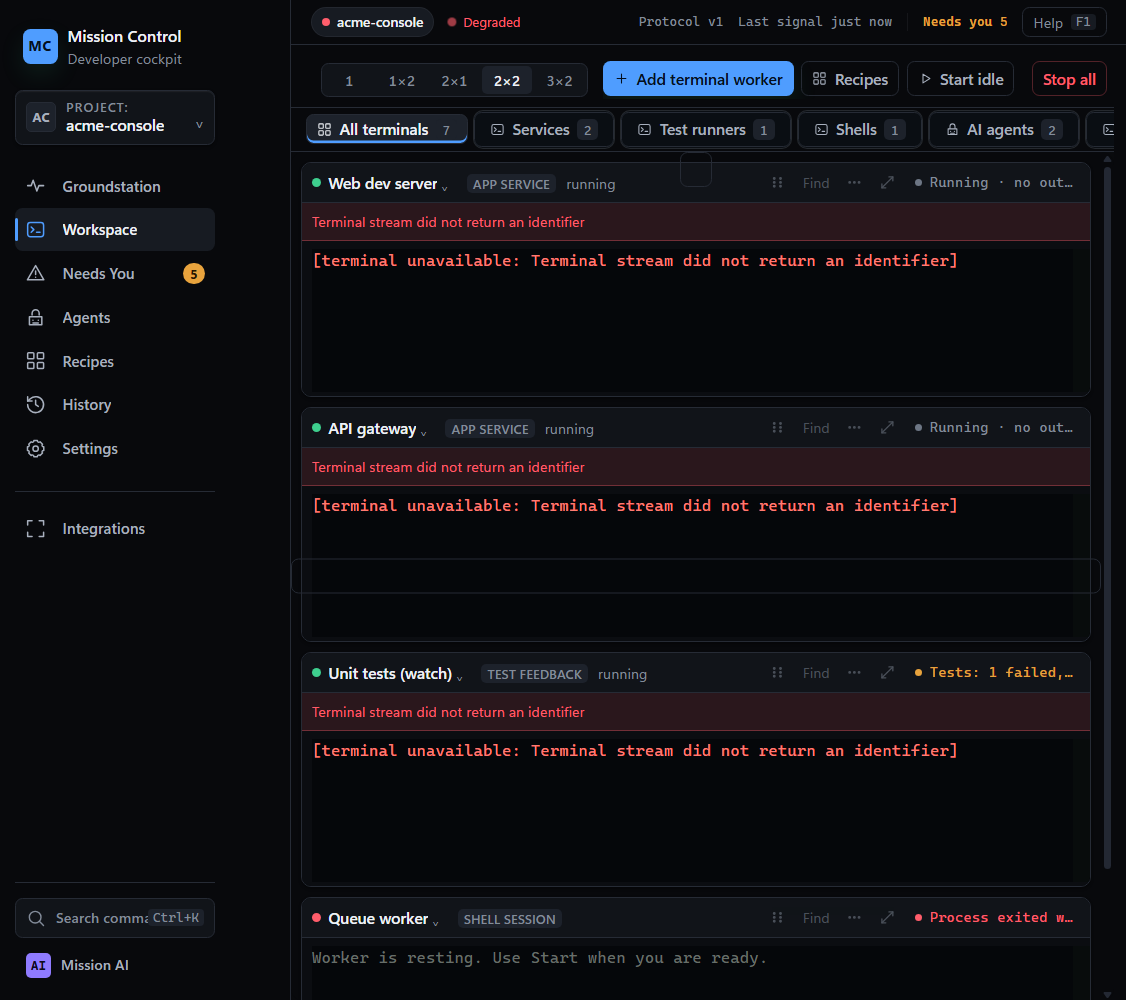 MC
Mission Control
Developer cockpit
AC
PROJECT:
acme-console
Groundstation
Workspace
Needs You 5
Agents
Recipes
History
Settings
Integrations
Search comma Ctrl+K
AI Mission AI
acme-console Degraded Protocol v1 Last signal just now Needs you 5 Help F1
1 1×2 2×1 2×2 3×2 + Add terminal worker Recipes Start idle Stop all
All terminals 7 Services 2 Test runners 1 Shells 1 AI agents 2
Web dev server APP SERVICE running Find ··· Running · no out…
Terminal stream did not return an identifier
[terminal unavailable: Terminal stream did not return an identifier]
API gateway APP SERVICE running Find ··· Running · no out…
Terminal stream did not return an identifier
[terminal unavailable: Terminal stream did not return an identifier]
Unit tests (watch) TEST FEEDBACK running Find ··· Tests: 1 failed,…
Terminal stream did not return an identifier
[terminal unavailable: Terminal stream did not return an identifier]
Queue worker SHELL SESSION Find ··· Process exited w…
Worker is resting. Use Start when you are ready.